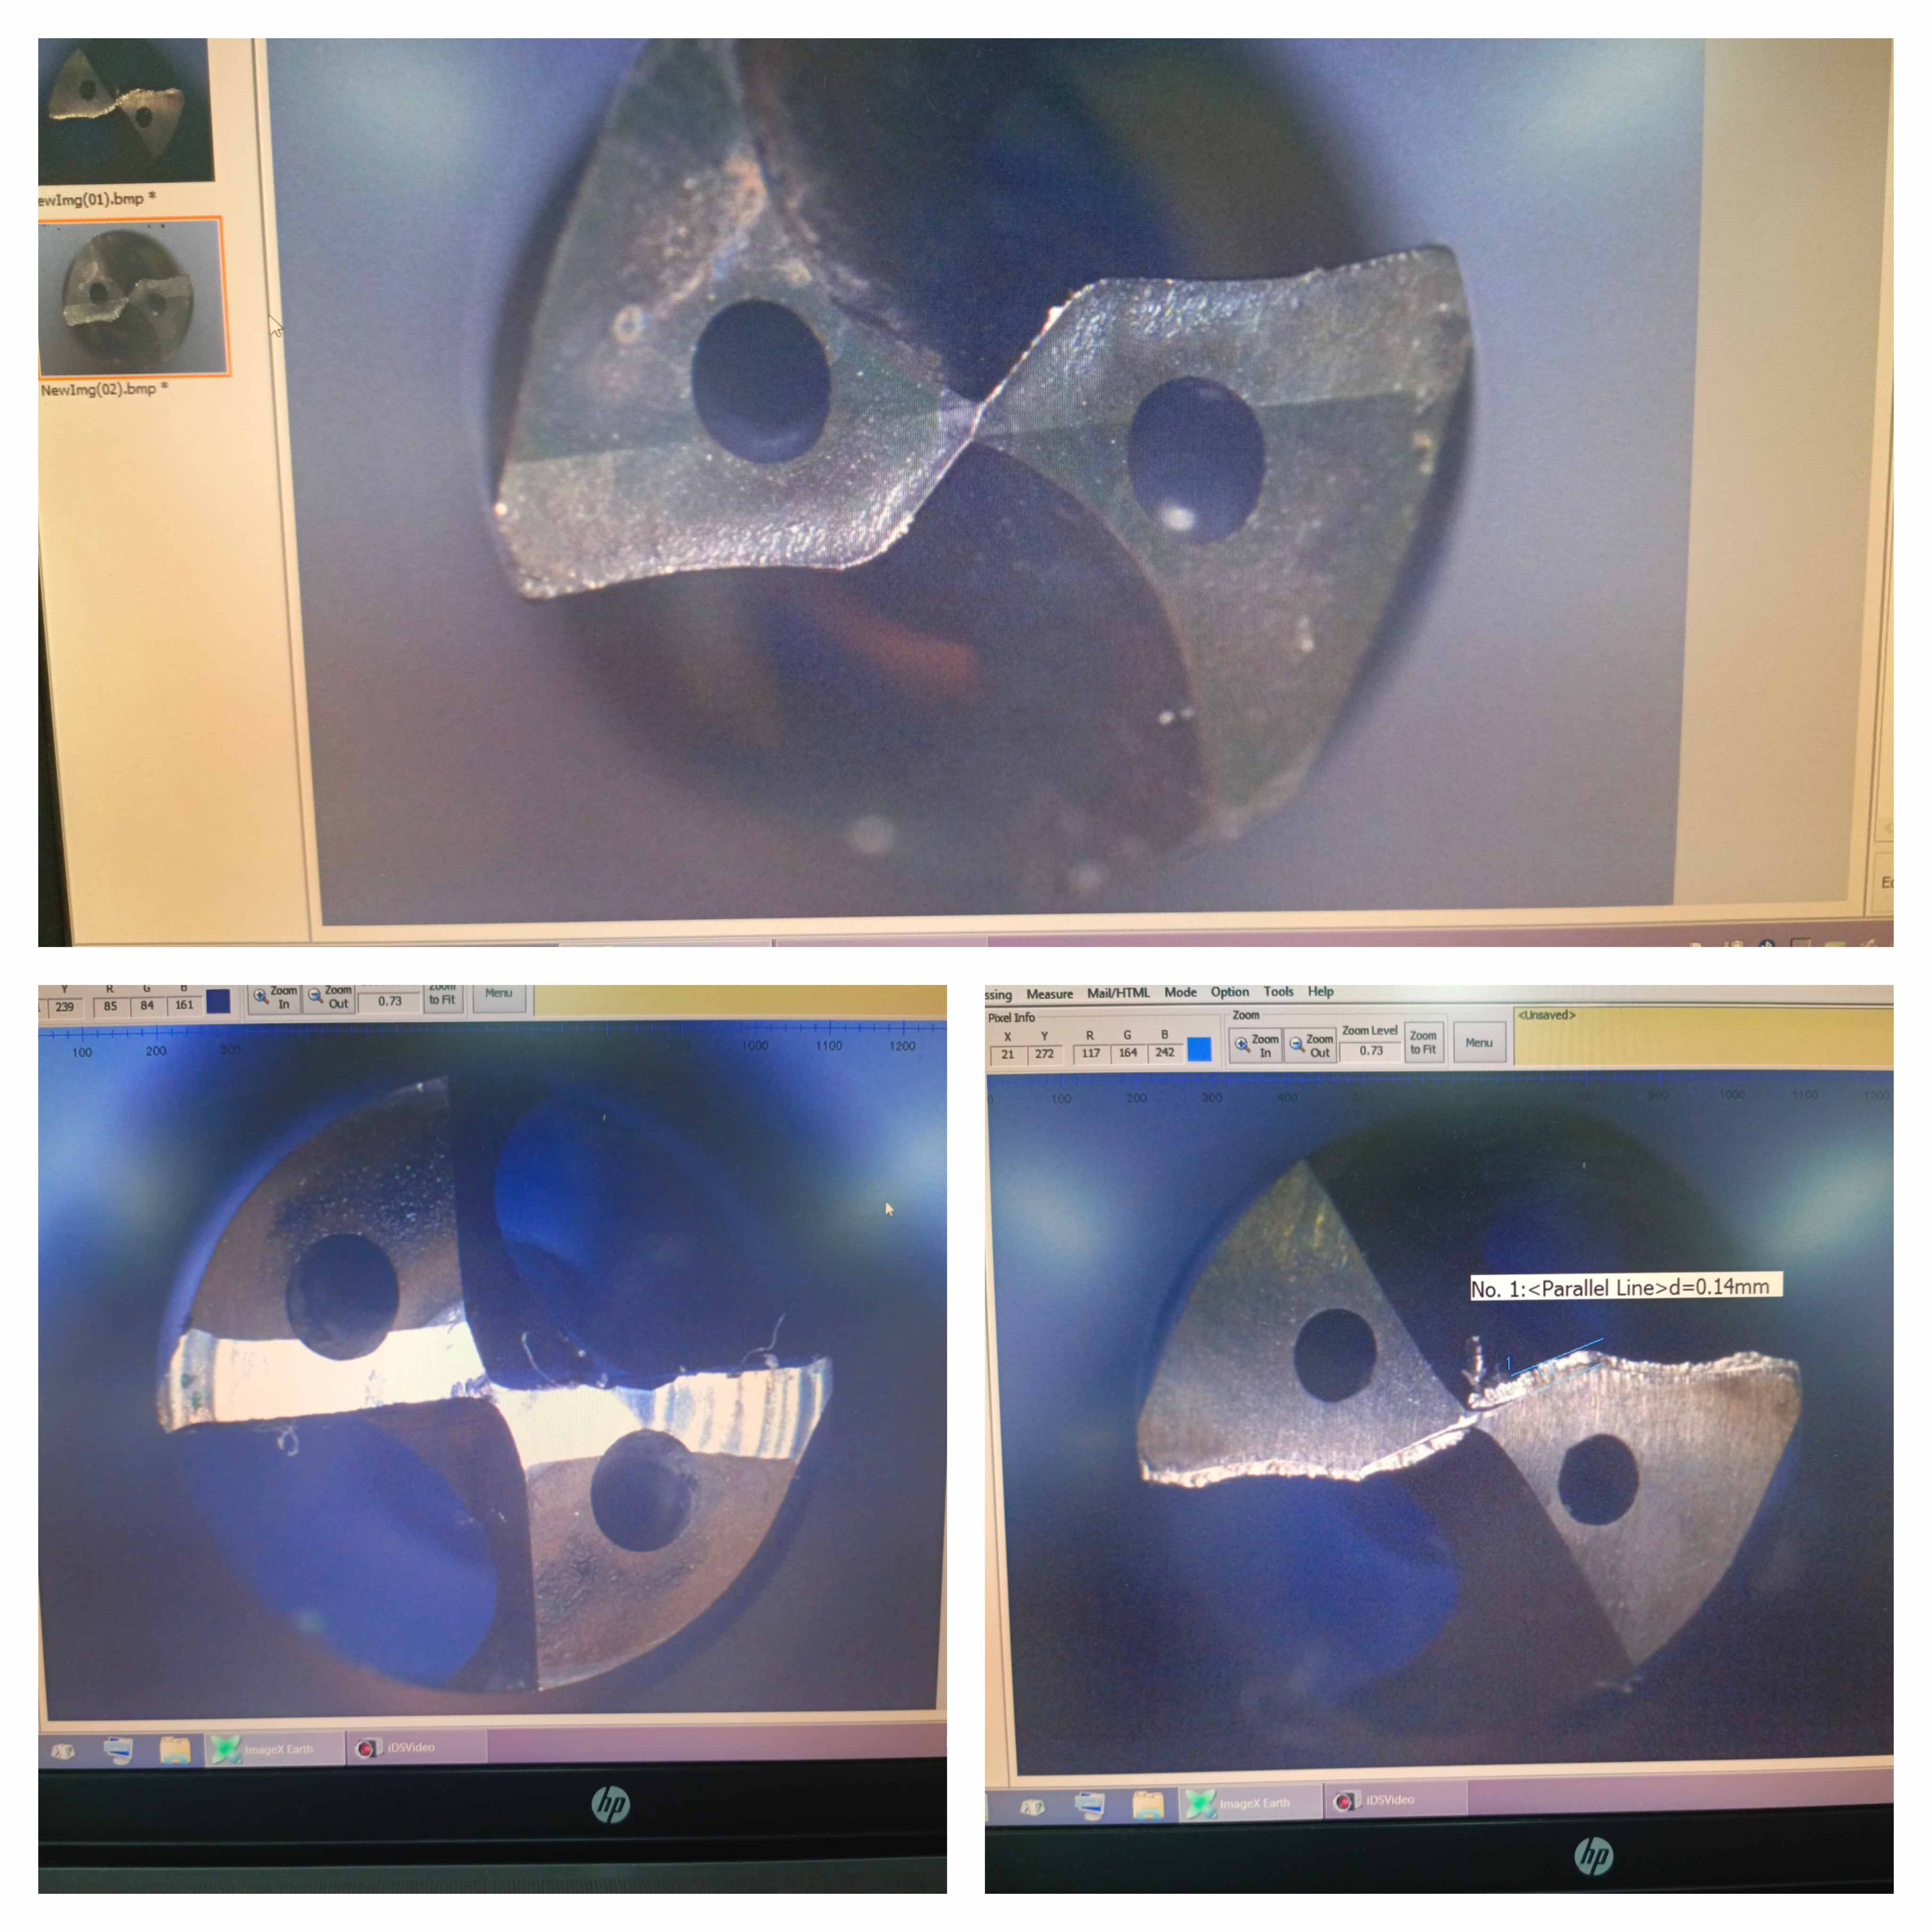 ewImg(01).bmp *
NewImg(02).bmp *
Y R G B
239 85 84 161
Zoom In
Zoom Out
0.73
Zoom to Fit
Menu
100 200 300 1000 1100 1200
ImageX Earth
iDSVideo
hp
ssing Measure Mail/HTML Mode Option Tools Help
Pixel Info
X Y R G B
21 272 117 164 242
Zoom
Zoom In
Zoom Out
Zoom Level
0.73
Zoom to Fit
Menu
<Unsaved>
0 100 200 300 400 800 900 1000 1100 1200
No. 1:<Parallel Line>d=0.14mm
1
ImageX Earth
iDSVideo
hp